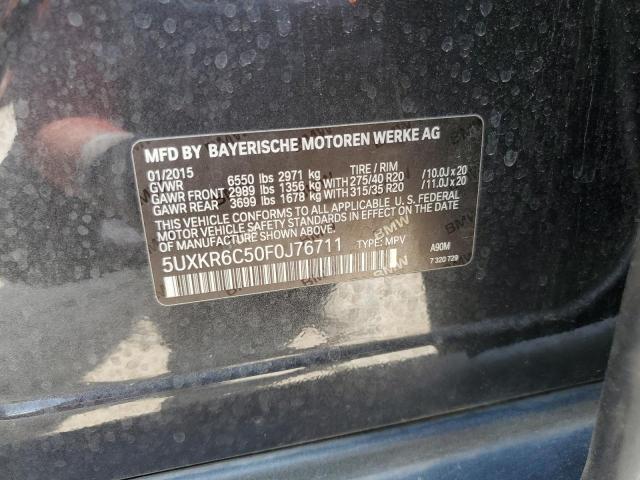 MFD BY BAYERISCHE MOTOREN WERKE AG
01/2015 TIRE / RIM
GVWR 6550 lbs 2971 kg
GAWR FRONT 2989 lbs 1356 kg WITH 275/40 R20 /10.0J x 20
GAWR REAR 3699 lbs 1678 kg WITH 315/35 R20 /11.0J x 20
THIS VEHICLE CONFORMS TO ALL APPLICABLE U. S. FEDERAL
MOTOR VEHICLE SAFETY STANDARDS IN EFFECT ON THE DATE
OF MANUFACTURE SHOWN ABOVE.
5UXKR6C50F0J76711 TYPE: MPV A90M
7 320 729